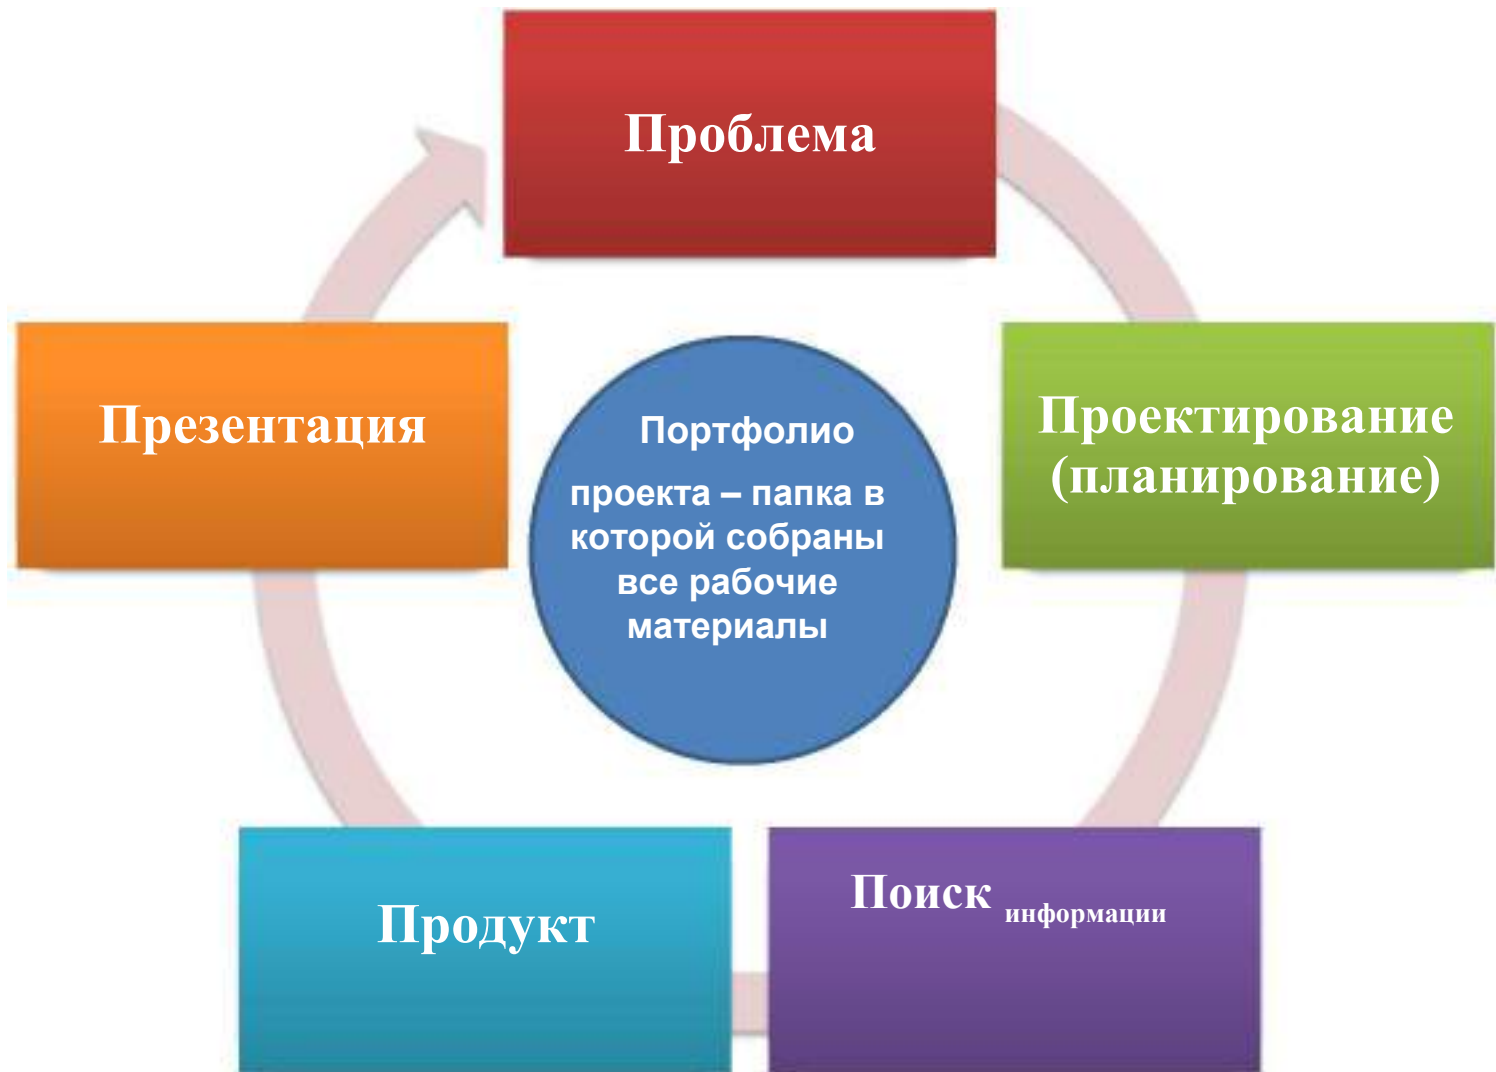 Проблема
Проектирование
(планирование)
Поиск информации
Продукт
Презентация
Портфолио
проекта – папка в
которой собраны
все рабочие
материалы